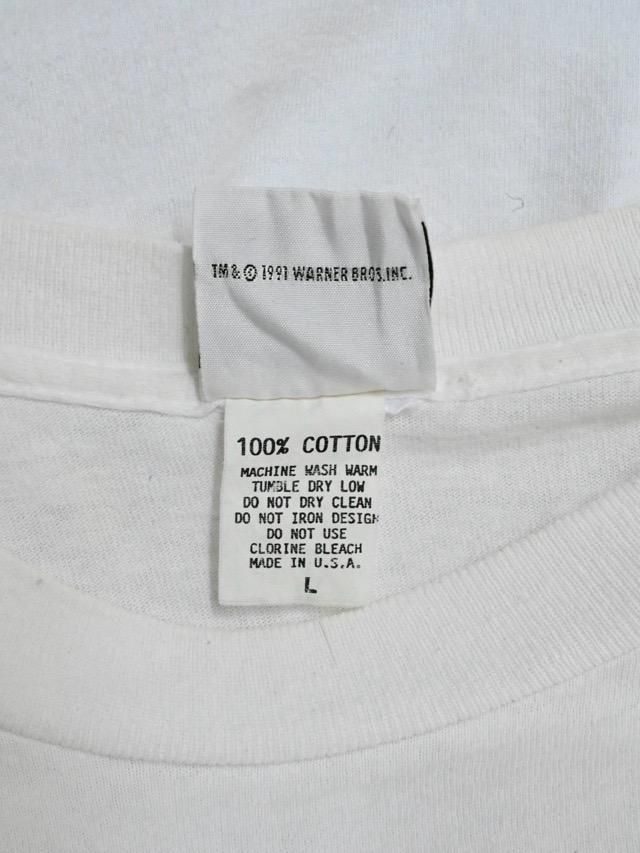 TM & © 1991 WARNER BROS. INC.
100% COTTON
MACHINE WASH WARM
TUMBLE DRY LOW
DO NOT DRY CLEAN
DO NOT IRON DESIGN
DO NOT USE
CLORINE BLEACH
MADE IN U.S.A.
L